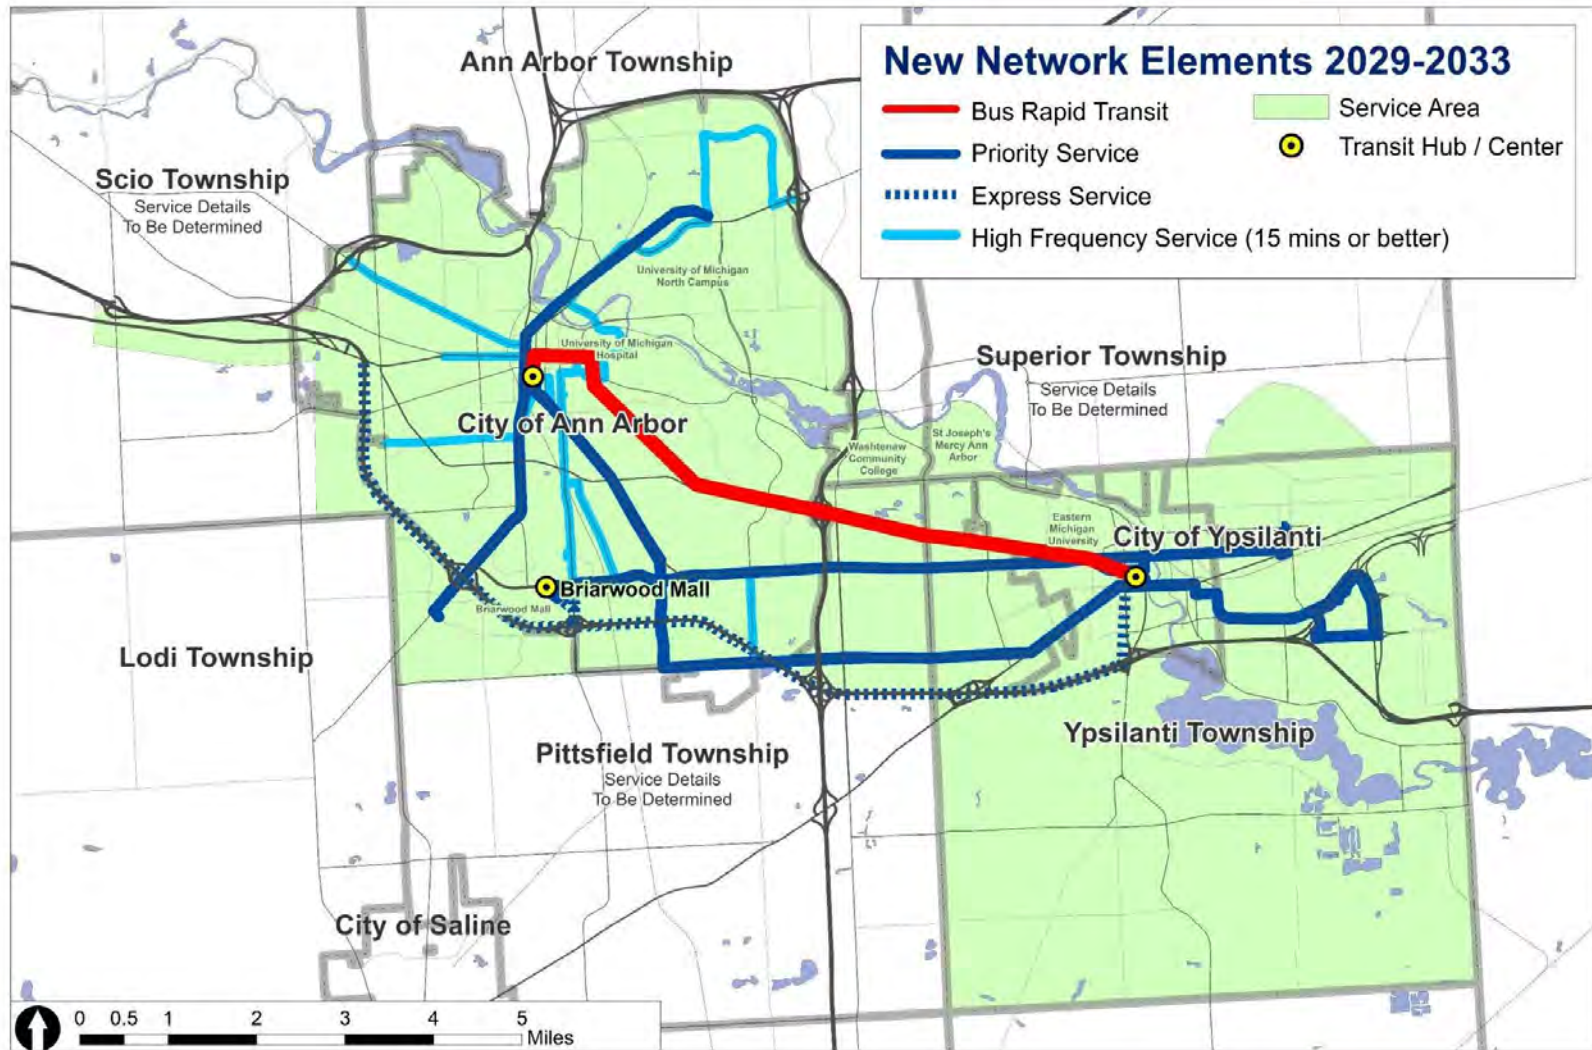 New Network Elements 2029-2033
Bus Rapid Transit
Priority Service
Express Service
High Frequency Service (15 mins or better)
Service Area
Transit Hub / Center
Ann Arbor Township
Scio Township
Service Details
To Be Determined
University of Michigan
North Campus
University of Michigan
Hospital
Superior Township
Service Details
To Be Determined
City of Ann Arbor
St Joseph's
Mercy Ann
Arbor
Washtenaw
Community
College
Eastern
Michigan
University
City of Ypsilanti
Briarwood Mall
Briarwood Mall
Lodi Township
Pittsfield Township
Service Details
To Be Determined
Ypsilanti Township
City of Saline
0 0.5 1 2 3 4 5
Miles